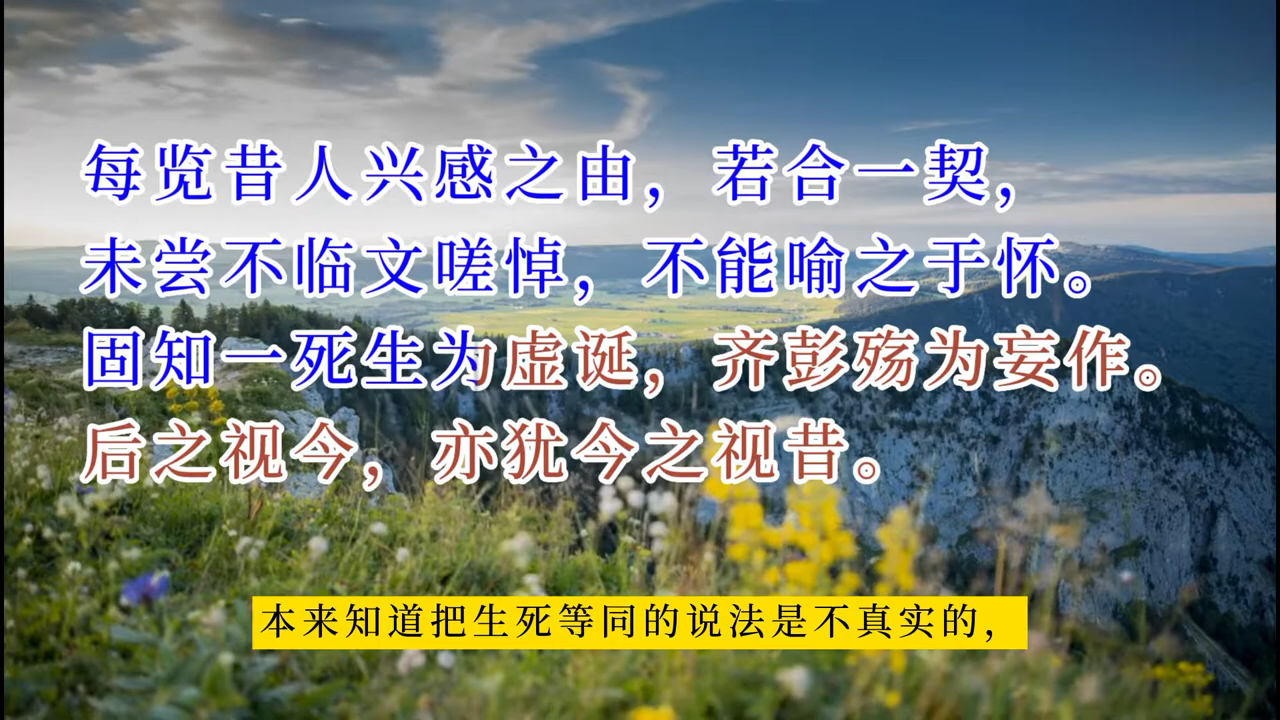 每览昔人兴感之由，若合一契，
未尝不临文嗟悼，不能喻之于怀。
固知一死生为虚诞，齐彭殇为妄作。
后之视今，亦犹今之视昔。
本来知道把生死等同的说法是不真实的，